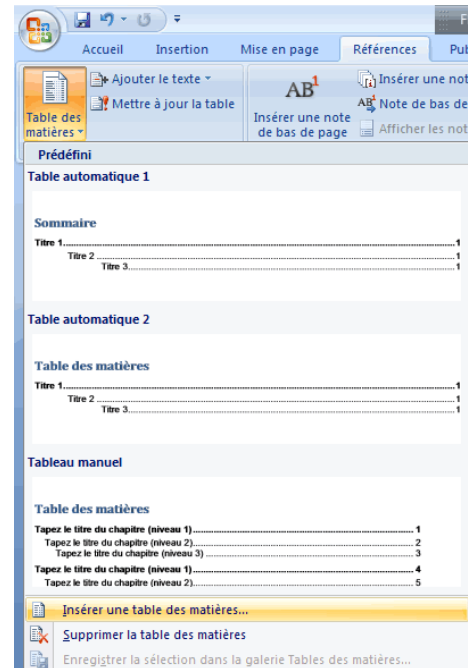 F
Accueil Insertion Mise en page Références Pu
Ajouter le texte
Mettre à jour la table
Table des
matières
AB1
Insérer une note
de bas de page
Insérer une not
AB Note de bas de
Afficher les not
Prédéfini
Table automatique 1
Sommaire
Titre 1.....1
Titre 2.....1
Titre 3.....1
Table automatique 2
Table des matières
Titre 1.....1
Titre 2.....1
Titre 3.....1
Tableau manuel
Table des matières
Tapez le titre du chapitre (niveau 1).....1
Tapez le titre du chapitre (niveau 2).....2
Tapez le titre du chapitre (niveau 3).....3
Tapez le titre du chapitre (niveau 1).....4
Tapez le titre du chapitre (niveau 2).....5
Insérer une table des matières...
Supprimer la table des matières
Enregistrer la sélection dans la galerie Tables des matières...